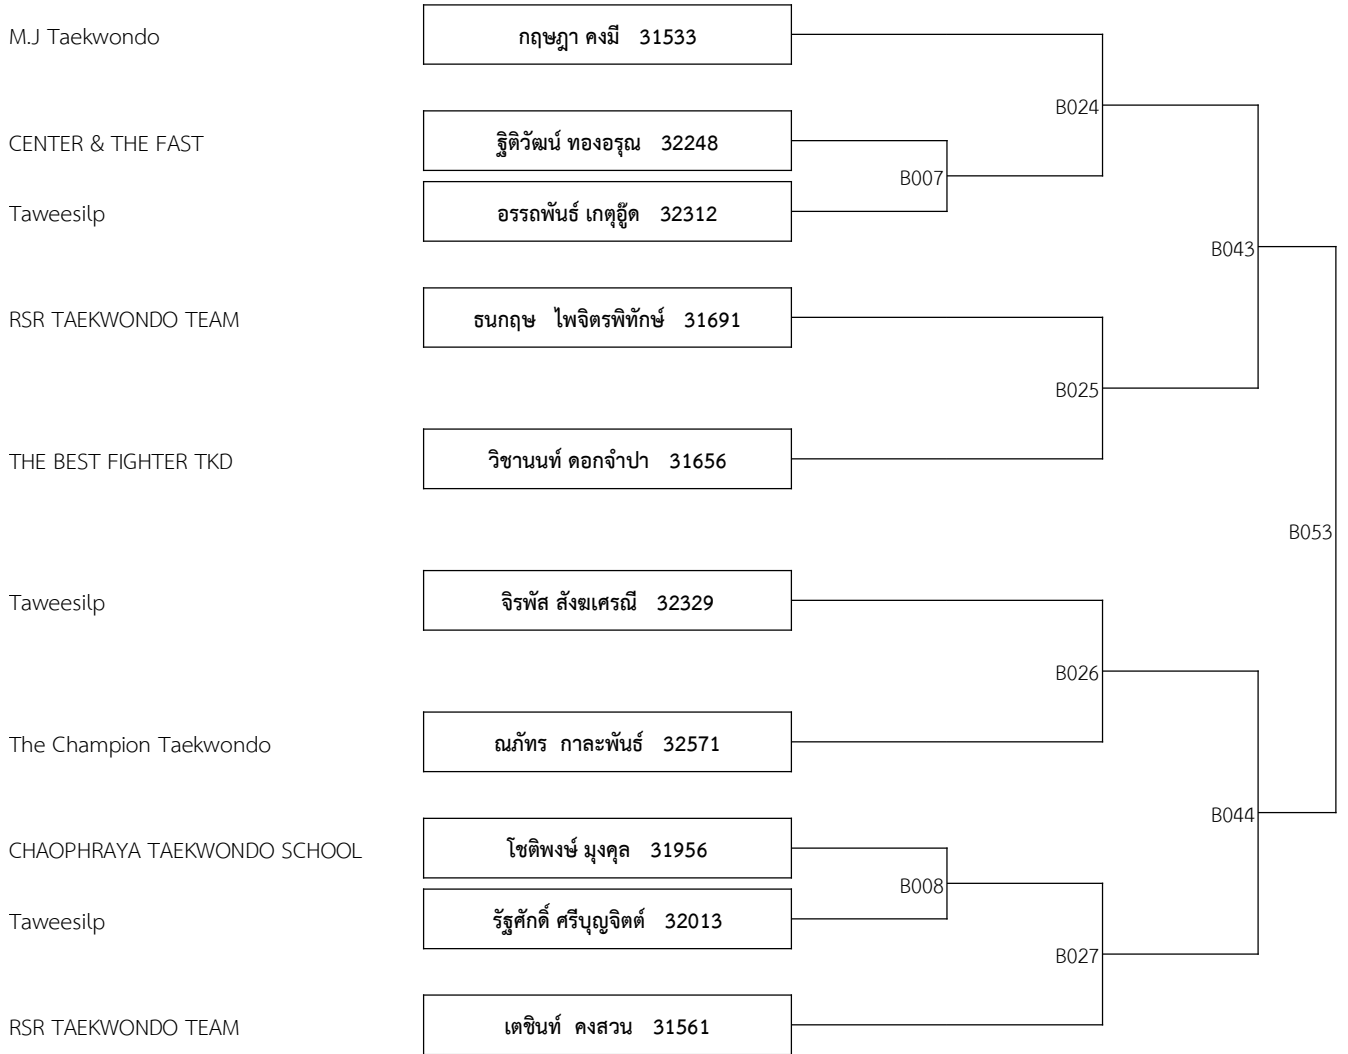 M.J Taekwondo กฤษฎา คงมี 31533
B024
CENTER & THE FAST ฐิติวัฒน์ ทองอรุณ 32248
B007
Taweesilp อรรถพันธ์ เกตุอู๊ด 32312
B043
RSR TAEKWONDO TEAM ธนกฤษ ไพจิตรพิทักษ์ 31691
B025
THE BEST FIGHTER TKD วิชานนท์ ดอกจำปา 31656
B053
Taweesilp จิรพัส สังฆเศรณี 32329
B026
The Champion Taekwondo ณภัทร กาละพันธ์ 32571
B044
CHAOPHRAYA TAEKWONDO SCHOOL โชติพงษ์ มุงคุล 31956
B008
Taweesilp รัฐศักดิ์ ศรีบุญจิตต์ 32013
B027
RSR TAEKWONDO TEAM เตชินท์ คงสวน 31561